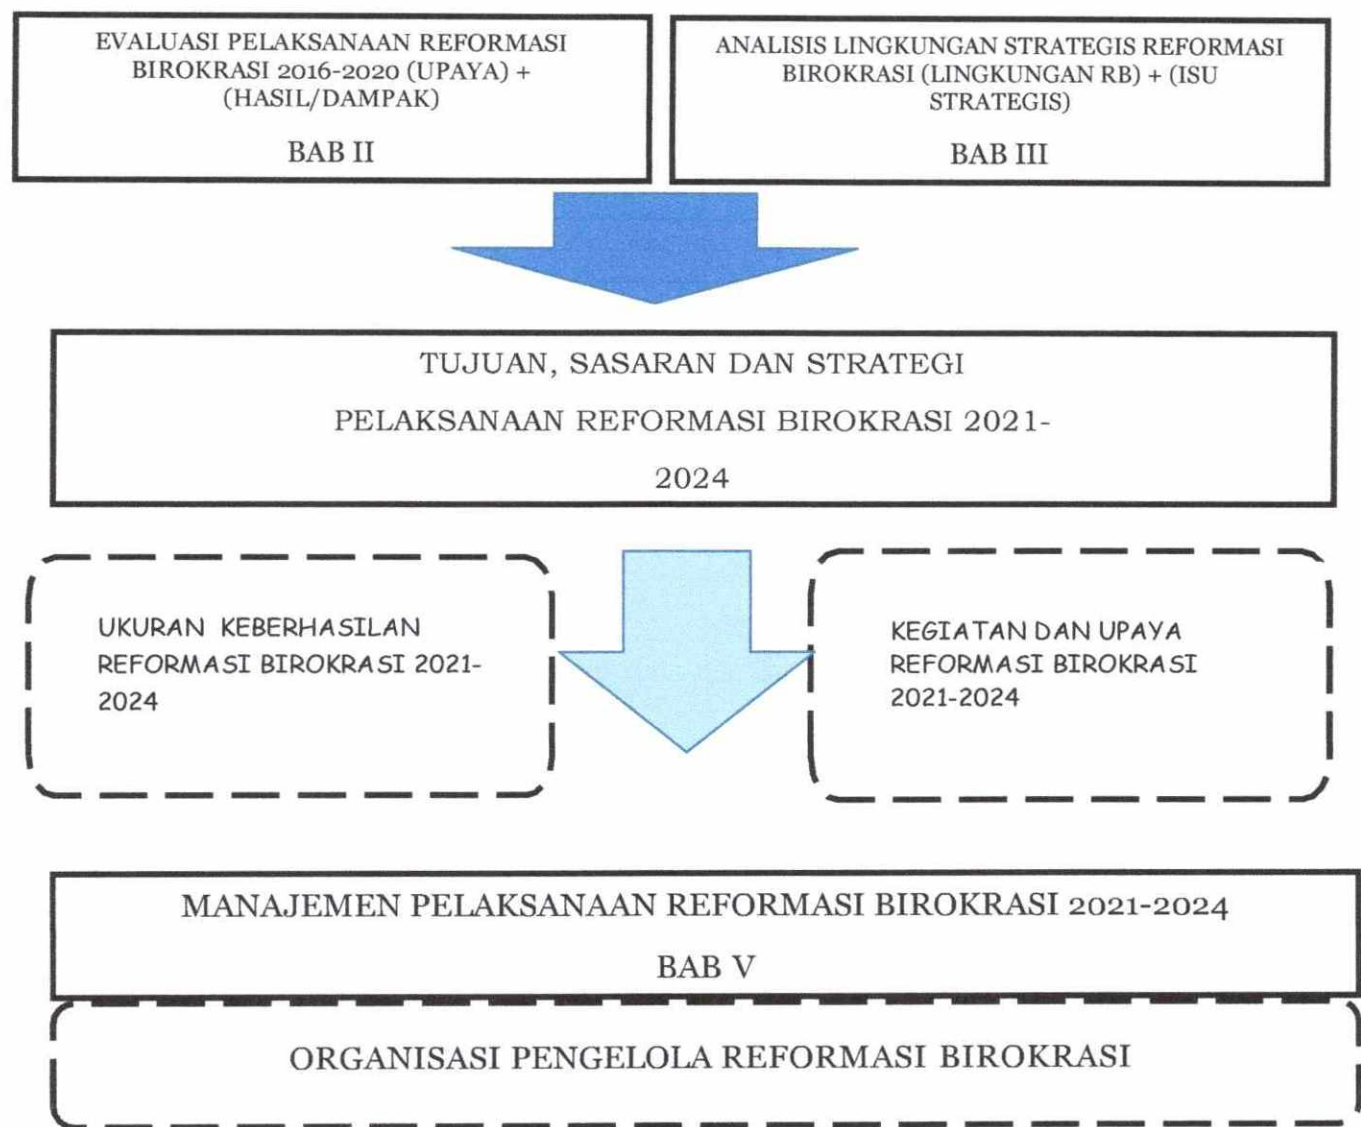 EVALUASI PELAKSANAAN REFORMASI
BIROKRASI 2016-2020 (UPAYA) +
(HASIL/DAMPAK)
BAB II
ANALISIS LINGKUNGAN STRATEGIS REFORMASI
BIROKRASI (LINGKUNGAN RB) + (ISU
STRATEGIS)
BAB III
TUJUAN, SASARAN DAN STRATEGI
PELAKSANAAN REFORMASI BIROKRASI 2021-
2024
UKURAN KEBERHASILAN
REFORMASI BIROKRASI 2021-
2024
KEGIATAN DAN UPAYA
REFORMASI BIROKRASI
2021-2024
MANAJEMEN PELAKSANAAN REFORMASI BIROKRASI 2021-2024
BAB V
ORGANISASI PENGELOLA REFORMASI BIROKRASI